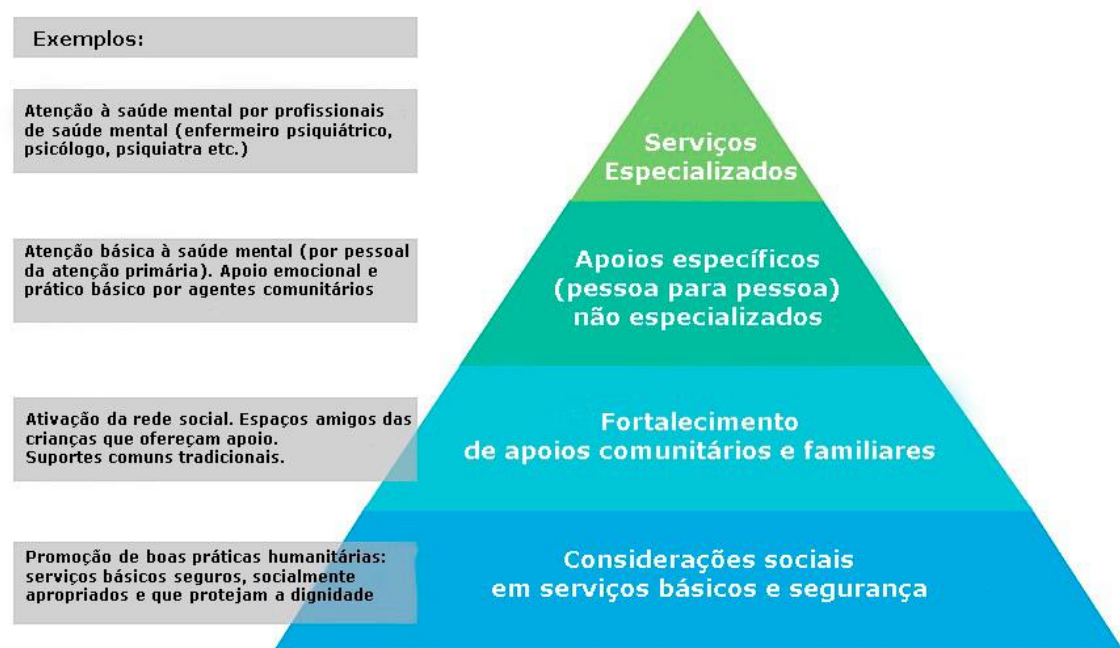 Exemplos:
Atenção à saúde mental por profissionais
de saúde mental (enfermeiro psiquiátrico,
psicólogo, psiquiatra etc.)
Serviços
Especializados
Atenção básica à saúde mental (por pessoal
da atenção primária). Apoio emocional e
prático básico por agentes comunitários
Apoios específicos
(pessoa para pessoa)
não especializados
Ativação da rede social. Espaços amigos das
crianças que ofereçam apoio.
Suportes comuns tradicionais.
Fortalecimento
de apoios comunitários e familiares
Promoção de boas práticas humanitárias:
serviços básicos seguros, socialmente
apropriados e que protejam a dignidade
Considerações sociais
em serviços básicos e segurança